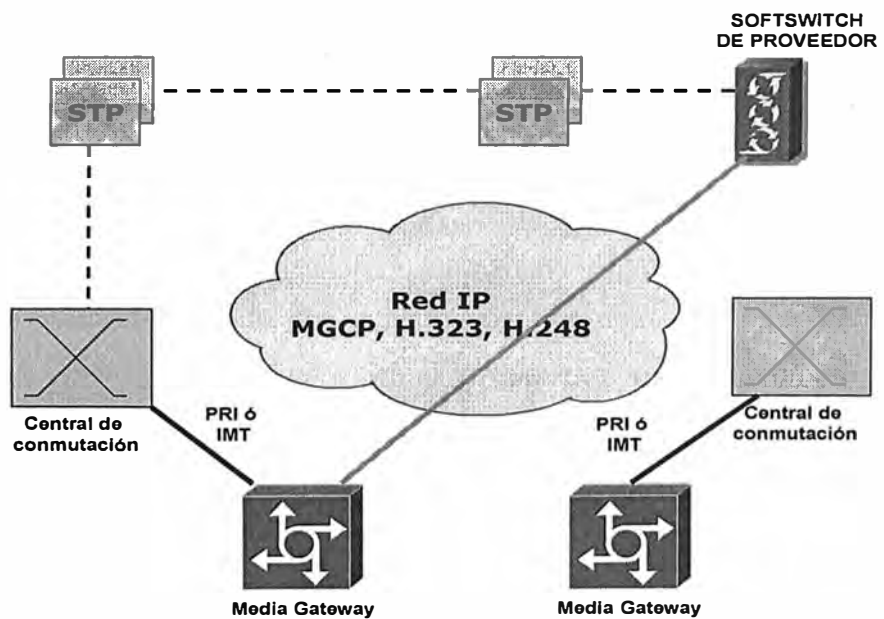 SOFTSWITCH
DE PROVEEDOR
STP
STP
Red IP
MGCP, H.323, H.248
PRI ó
IMT
PRI ó
IMT
Central de
conmutación
Central de
conmutación
Media Gateway
Media Gateway